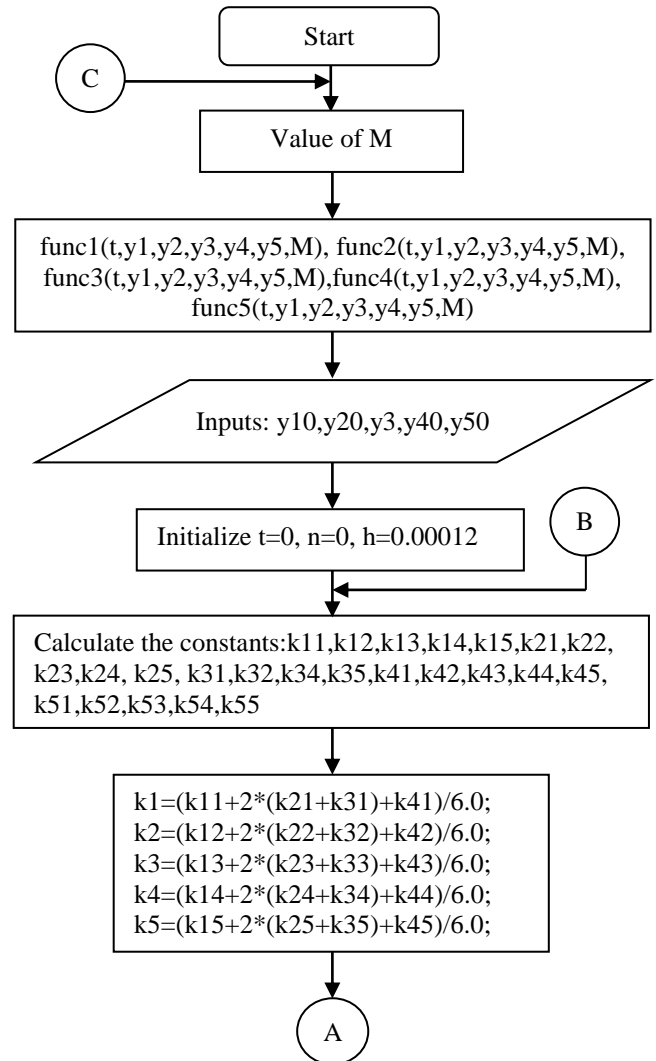 Start
C
Value of M
func1(t,y1,y2,y3,y4,y5,M), func2(t,y1,y2,y3,y4,y5,M),
func3(t,y1,y2,y3,y4,y5,M),func4(t,y1,y2,y3,y4,y5,M),
func5(t,y1,y2,y3,y4,y5,M)
Inputs: y10,y20,y3,y40,y50
B
Initialize t=0, n=0, h=0.00012
Calculate the constants:k11,k12,k13,k14,k15,k21,k22,
k23,k24, k25, k31,k32,k34,k35,k41,k42,k43,k44,k45,
k51,k52,k53,k54,k55
k1=(k11+2*(k21+k31)+k41)/6.0;
k2=(k12+2*(k22+k32)+k42)/6.0;
k3=(k13+2*(k23+k33)+k43)/6.0;
k4=(k14+2*(k24+k34)+k44)/6.0;
k5=(k15+2*(k25+k35)+k45)/6.0;
A